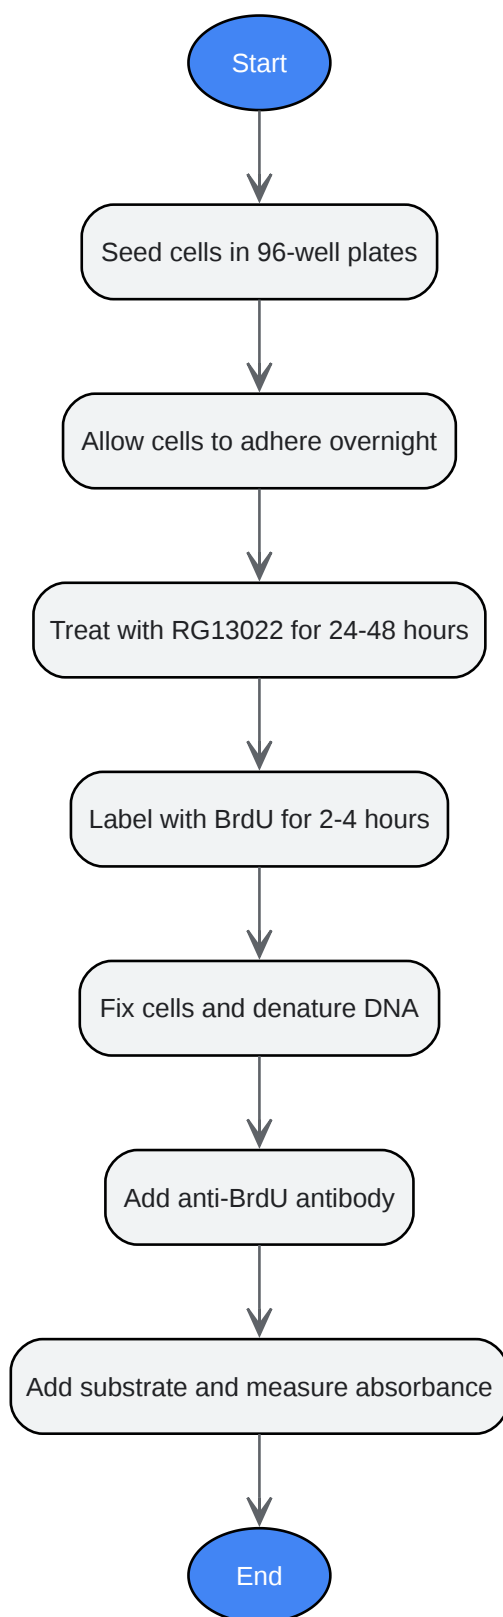 Start
Seed cells in 96-well plates
Allow cells to adhere overnight
Treat with RG13022 for 24-48 hours
Label with BrdU for 2-4 hours
Fix cells and denature DNA
Add anti-BrdU antibody
Add substrate and measure absorbance
End